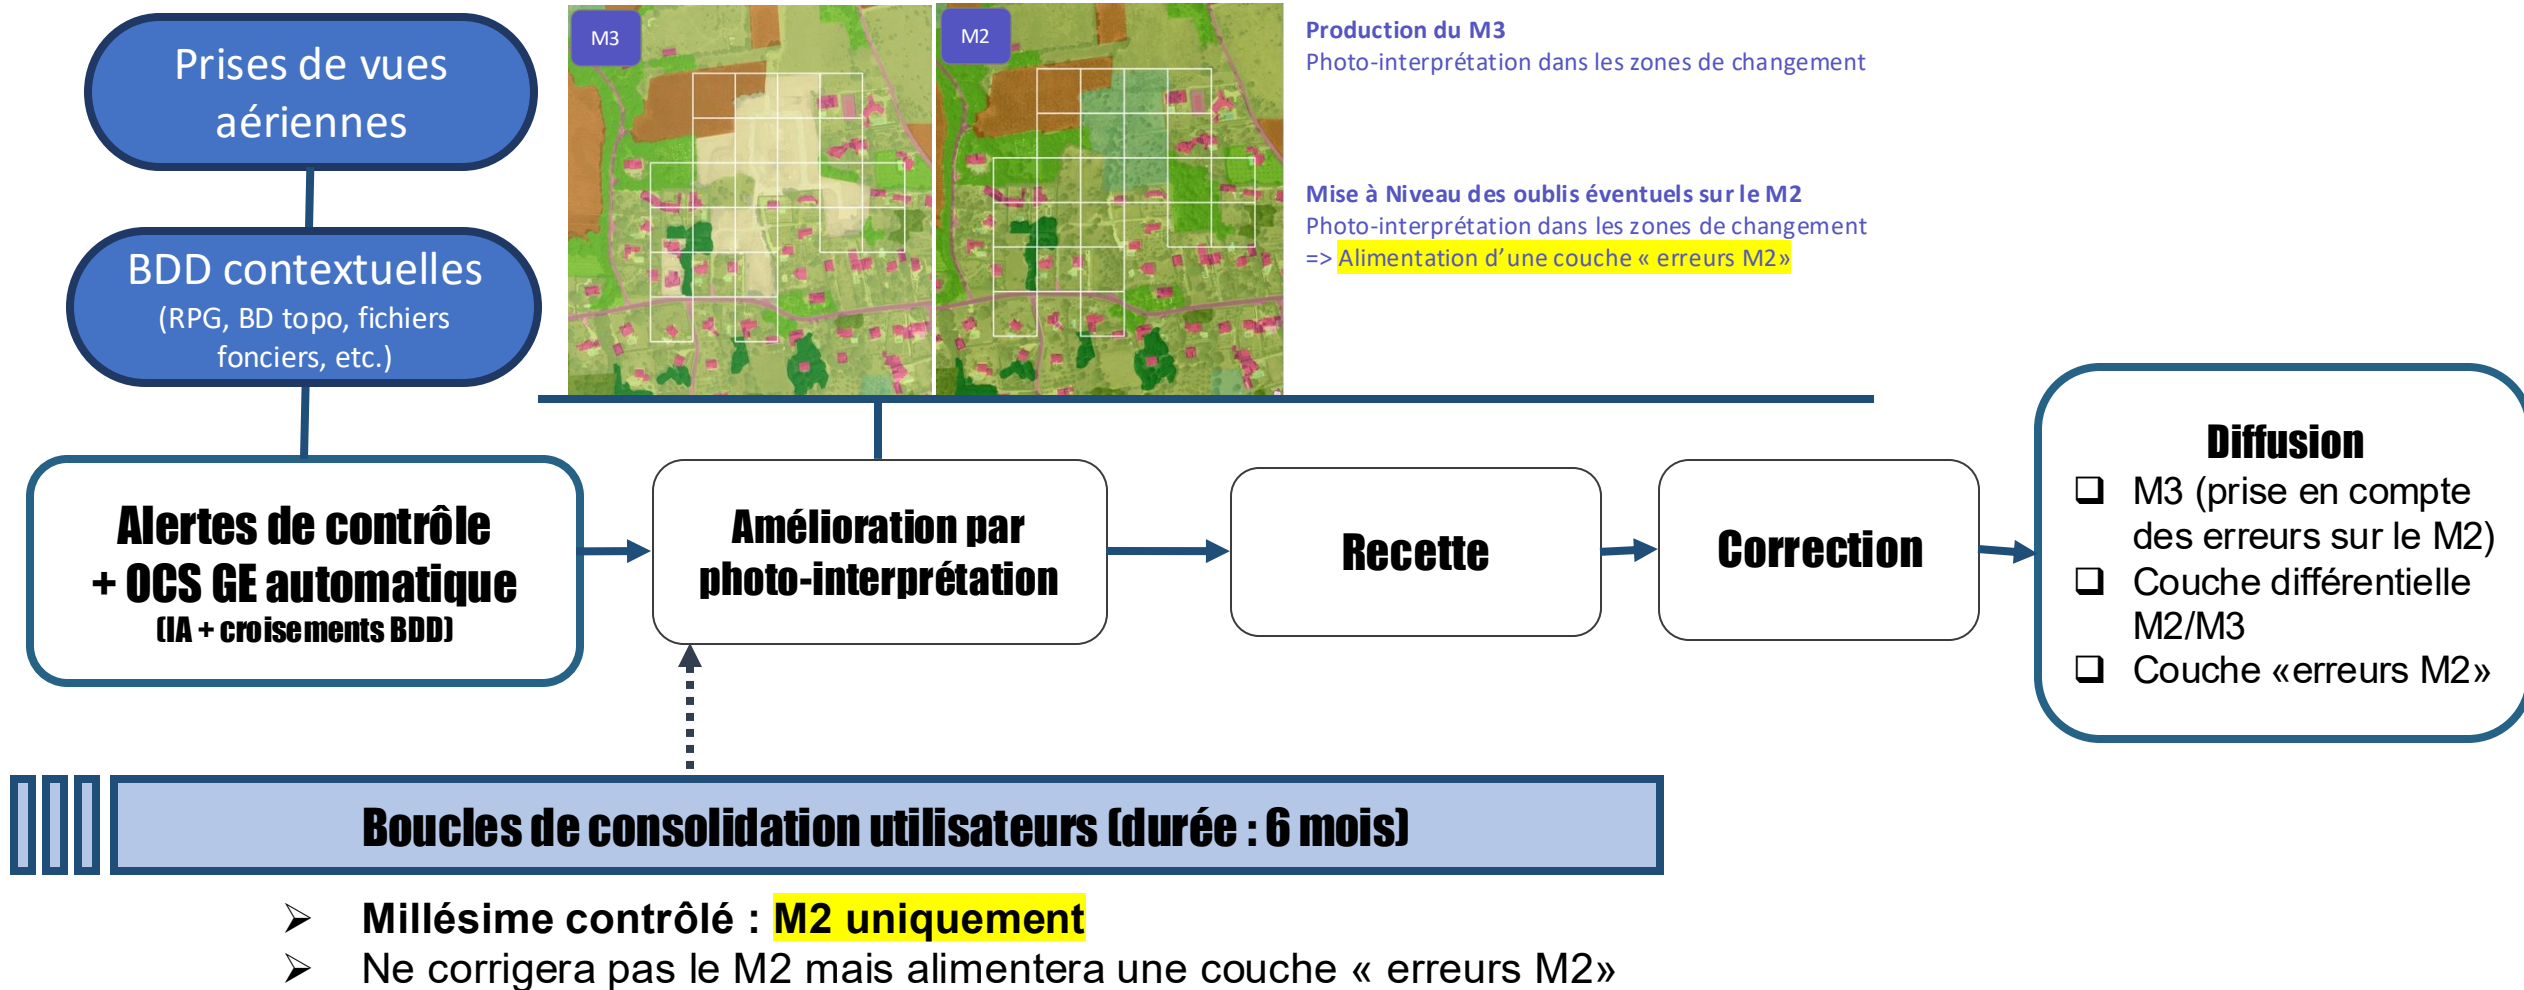 Prises de vues
aériennes
BDD contextuelles
(RPG, BD topo, fichiers
fonciers, etc.)
M3
M2
Production du M3
Photo-interprétation dans les zones de changement
Mise à Niveau des oublis éventuels sur le M2
Photo-interprétation dans les zones de changement
=> Alimentation d’une couche « erreurs M2»
Alertes de contrôle
+ OCS GE automatique
(IA + croisements BDD)
Amélioration par
photo-interprétation
Recette
Correction
Diffusion
❑ M3 (prise en compte
des erreurs sur le M2)
❑ Couche différentielle
M2/M3
❑ Couche «erreurs M2»
Boucles de consolidation utilisateurs (durée : 6 mois)
➢ Millésime contrôlé : M2 uniquement
➢ Ne corrigera pas le M2 mais alimentera une couche « erreurs M2»